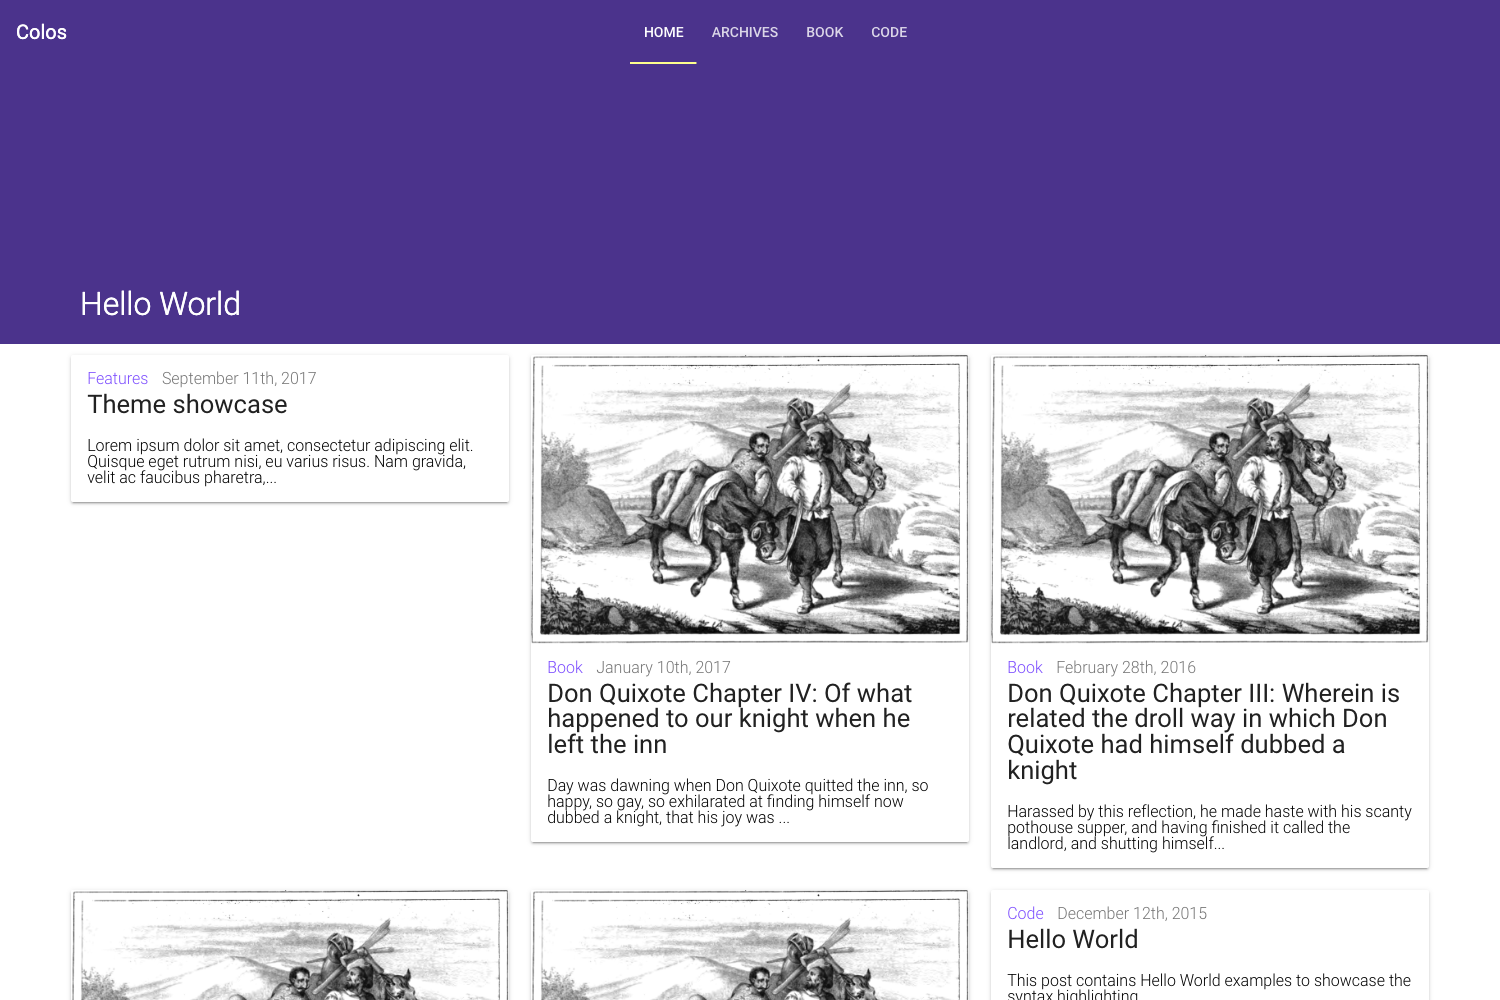 Colos
HOME
ARCHIVES
BOOK
CODE
Hello World
Features September 11th, 2017
Theme showcase
Lorem ipsum dolor sit amet, consectetur adipiscing elit.
Quisque eget rutrum nisi, eu varius risus. Nam gravida,
velit ac faucibus pharetra,...
Book January 10th, 2017
Don Quixote Chapter IV: Of what
happened to our knight when he
left the inn
Day was dawning when Don Quixote quitted the inn, so
happy, so gay, so exhilarated at finding himself now
dubbed a knight, that his joy was ...
Book February 28th, 2016
Don Quixote Chapter III: Wherein is
related the droll way in which Don
Quixote had himself dubbed a
knight
Harassed by this reflection, he made haste with his scanty
pothouse supper, and having finished it called the
landlord, and shutting himself...
Code December 12th, 2015
Hello World
This post contains Hello World examples to showcase the
syntax highlighting